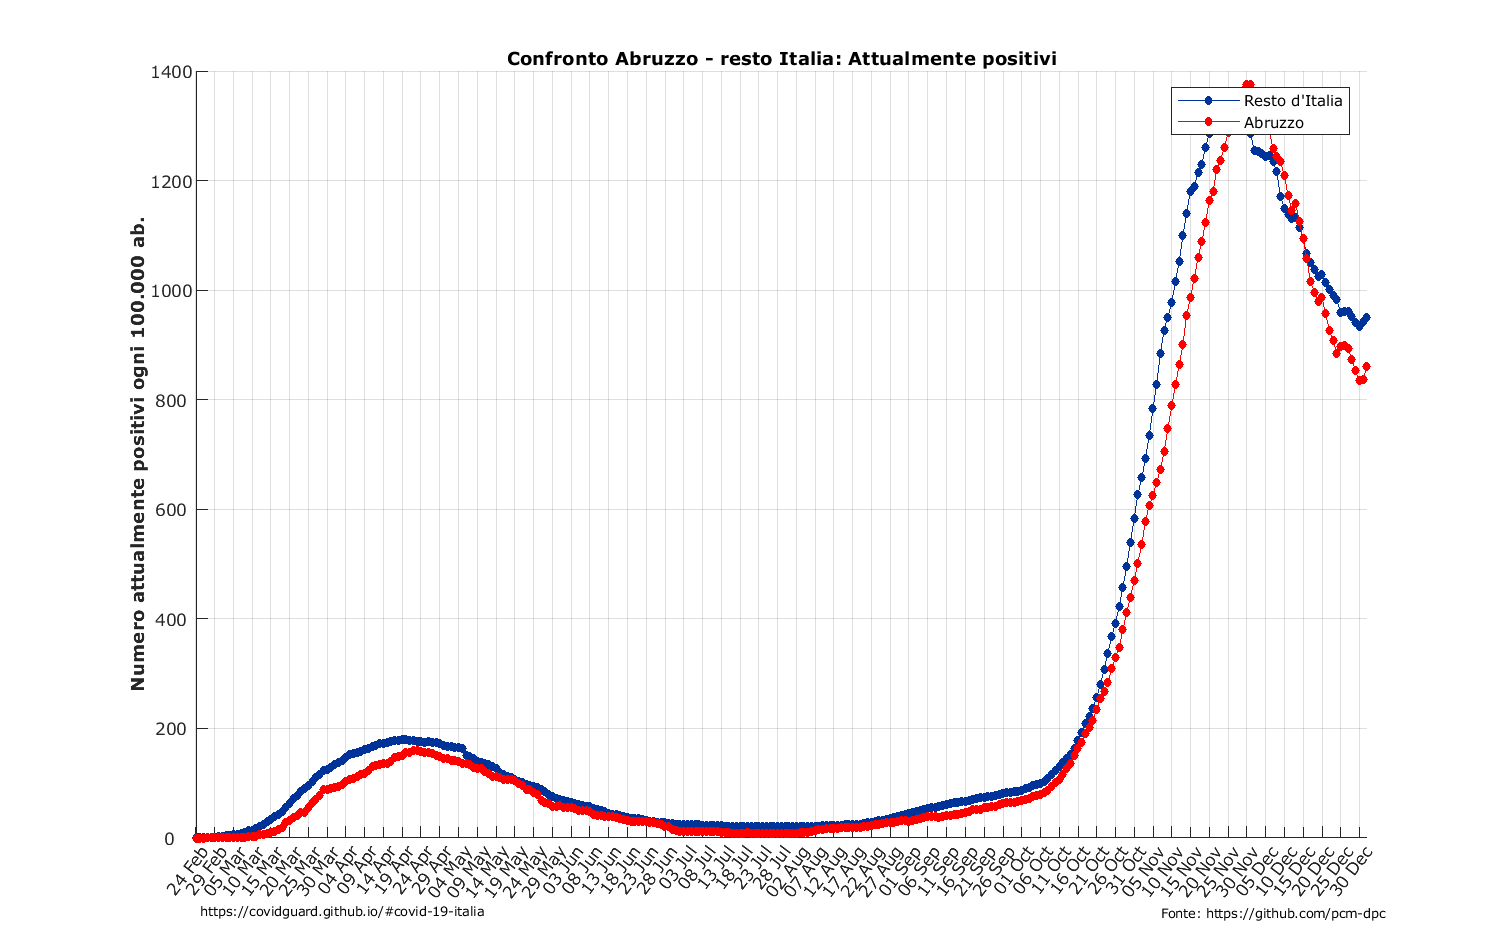 Confronto Abruzzo - resto Italia: Attualmente positivi
Numero attualmente positivi ogni 100.000 ab.
1400
1200
1000
800
600
400
200
0
Resto d'Italia
Abruzzo
24 Feb
29 Feb
05 Mar
10 Mar
15 Mar
20 Mar
25 Mar
30 Mar
04 Apr
09 Apr
14 Apr
19 Apr
24 Apr
29 Apr
04 May
09 May
14 May
19 May
24 May
29 May
03 Jun
08 Jun
13 Jun
18 Jun
23 Jun
28 Jun
03 Jul
08 Jul
13 Jul
18 Jul
23 Jul
28 Jul
02 Aug
07 Aug
12 Aug
17 Aug
22 Aug
27 Aug
01 Sep
06 Sep
11 Sep
16 Sep
21 Sep
26 Sep
01 Oct
06 Oct
11 Oct
16 Oct
21 Oct
26 Oct
31 Oct
05 Nov
10 Nov
15 Nov
20 Nov
25 Nov
30 Nov
05 Dec
10 Dec
15 Dec
20 Dec
25 Dec
30 Dec
https://covidguard.github.io/#covid-19-italia
Fonte: https://github.com/pcm-dpc